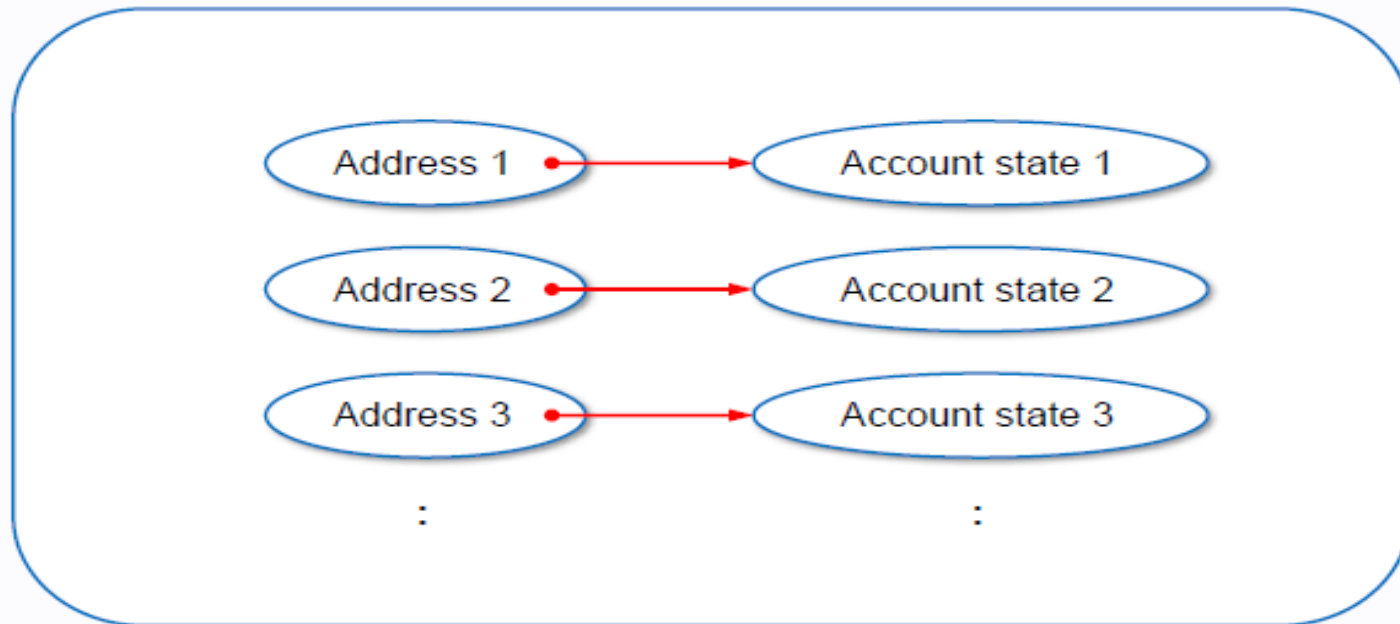 Address 1 Account state 1
Address 2 Account state 2
Address 3 Account state 3
: :